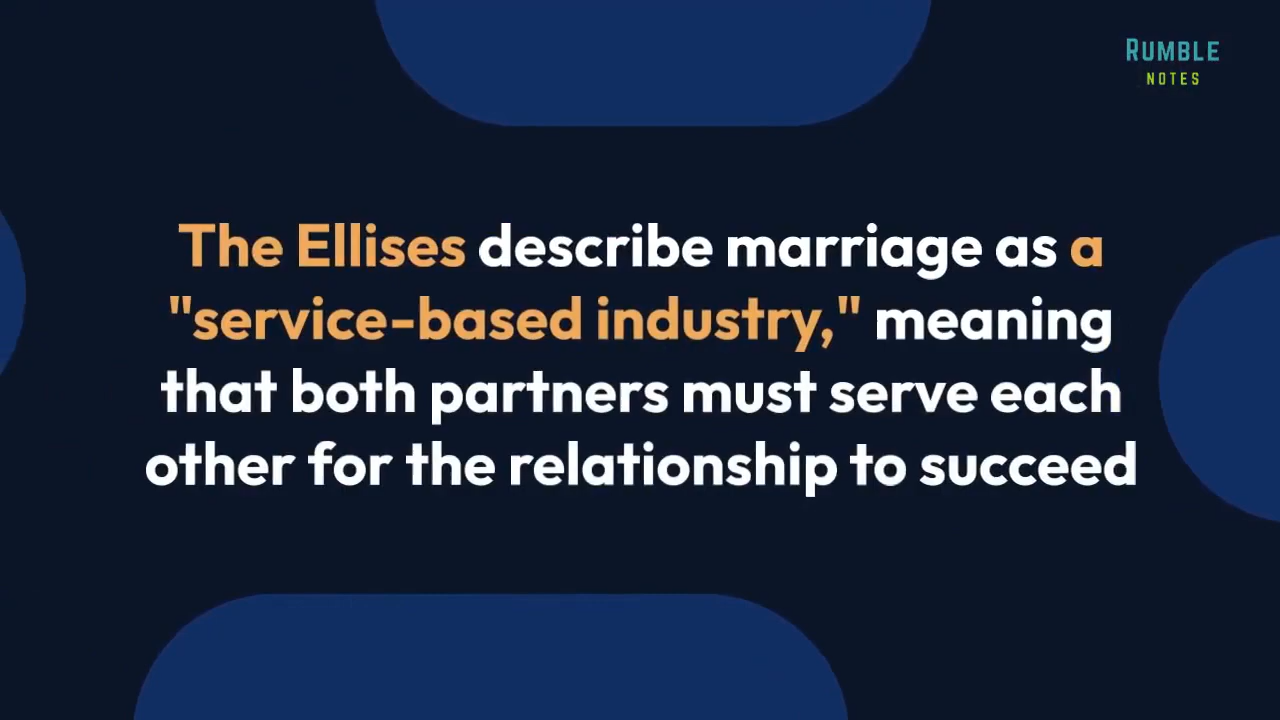 RUMBLE
NOTES
The Ellises describe marriage as a
"service-based industry," meaning
that both partners must serve each
other for the relationship to succeed